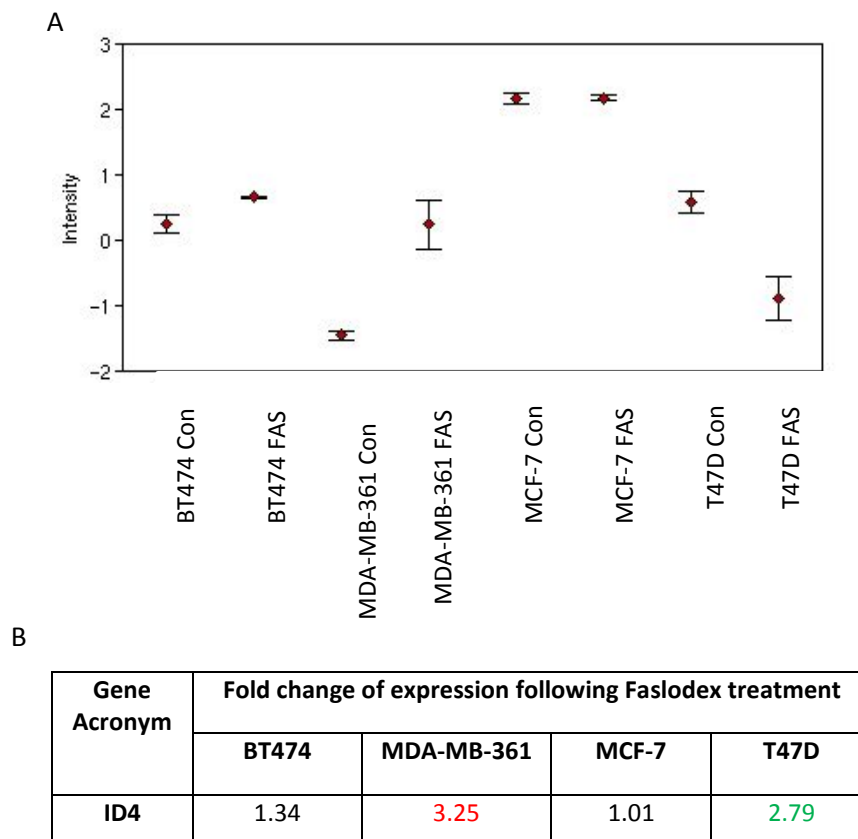 A
3
2
1
0
−1
−2
Intensity
BT474 Con
BT474 FAS
MDA-MB-361 Con
MDA-MB-361 FAS
MCF-7 Con
MCF-7 FAS
T47D Con
T47D FAS
B
Gene Acronym
Fold change of expression following Faslodex treatment
BT474 MDA-MB-361 MCF-7 T47D
ID4 1.34 3.25 1.01 2.79